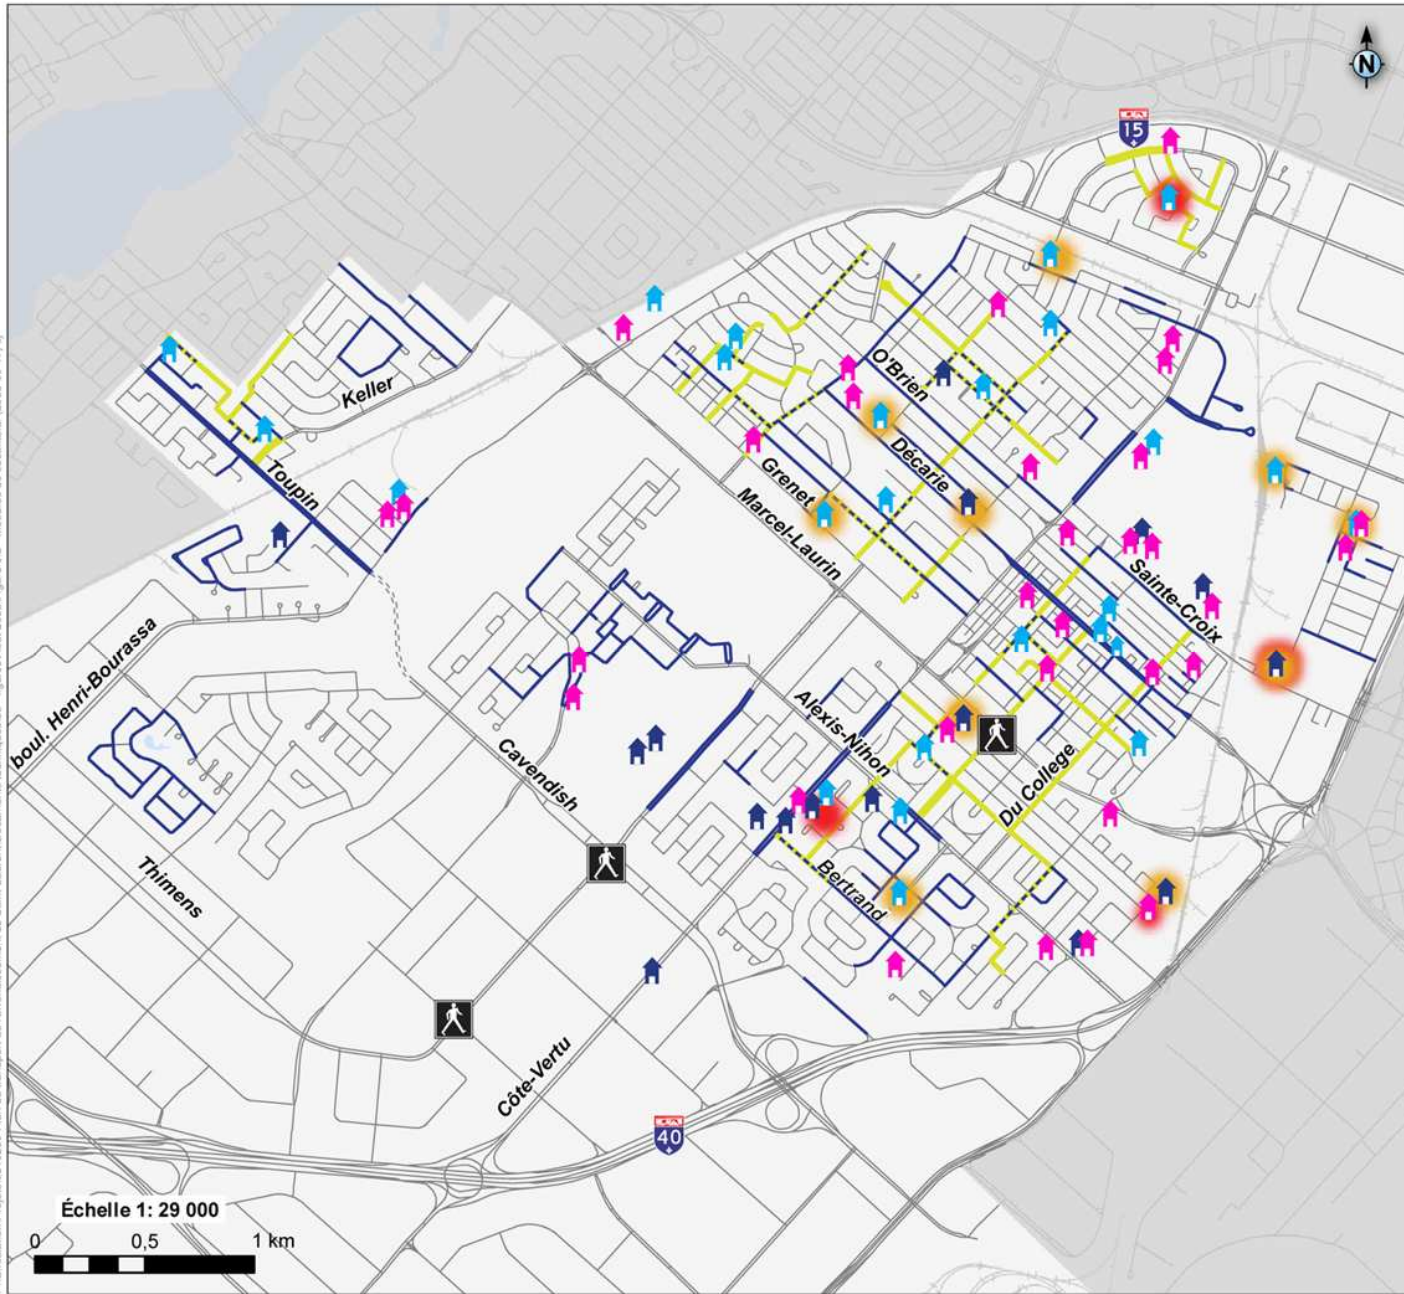 N
15
Keller
O'Brien
Toupin
Grenet
Décarie
Marcel-Laurin
Sainte-Croix
boul. Henri-Bourassa
Alexis-Nihon
Cavendish
Du College
Thimens
Bertrand
Côte-Vertu
40
Échelle 1: 29 000
0 0,5 1 km